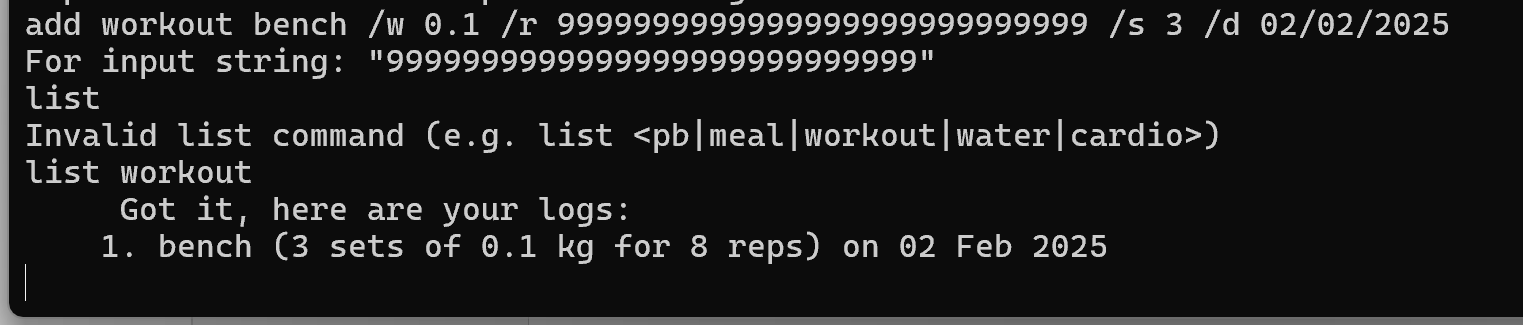 add workout bench /w 0.1 /r 9999999999999999999999999999 /s 3 /d 02/02/2025
For input string: "9999999999999999999999999999"
list
Invalid list command (e.g. list <pb|meal|workout|water|cardio>)
list workout
Got it, here are your logs:
1. bench (3 sets of 0.1 kg for 8 reps) on 02 Feb 2025